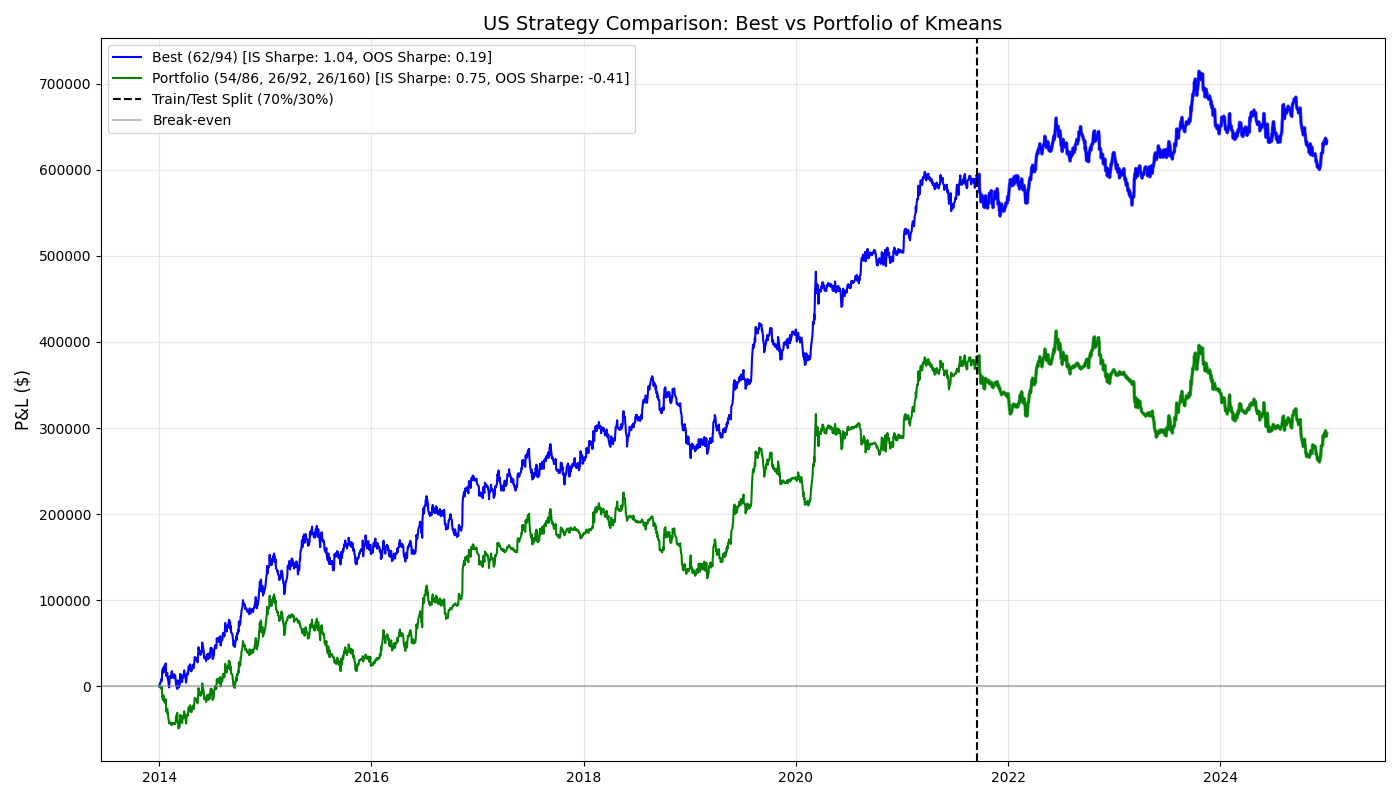 US Strategy Comparison: Best vs Portfolio of Kmeans
Best (62/94) [IS Sharpe: 1.04, OOS Sharpe: 0.19]
Portfolio (54/86, 26/92, 26/160) [IS Sharpe: 0.75, OOS Sharpe: -0.41]
Train/Test Split (70%/30%)
Break-even
P&L ($)
700000
600000
500000
400000
300000
200000
100000
0
2014
2016
2018
2020
2022
2024